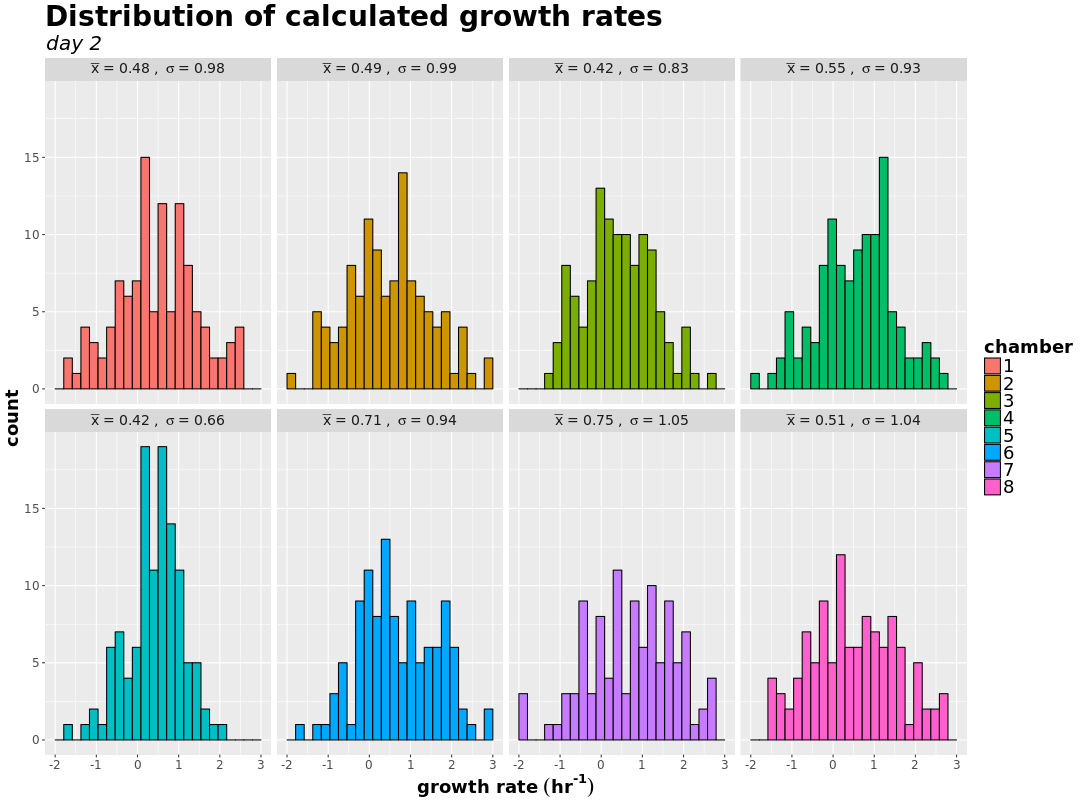 Distribution of calculated growth rates
day 2
x̅ = 0.48 , σ = 0.98
x̅ = 0.49 , σ = 0.99
x̅ = 0.42 , σ = 0.83
x̅ = 0.55 , σ = 0.93
15
10
5
0
x̅ = 0.42 , σ = 0.66
x̅ = 0.71 , σ = 0.94
x̅ = 0.75 , σ = 1.05
x̅ = 0.51 , σ = 1.04
15
10
5
0
-2 -1 0 1 2 3
-2 -1 0 1 2 3
-2 -1 0 1 2 3
-2 -1 0 1 2 3
count
growth rate (hr⁻¹)
chamber
1
2
3
4
5
6
7
8